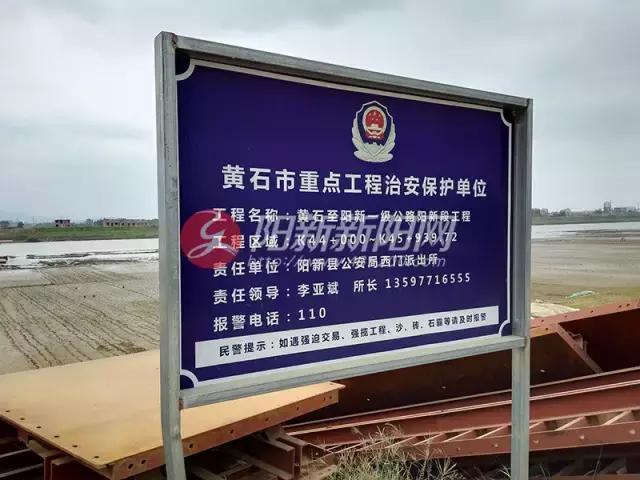 黄石市重点工程治安保护单位
工程名称：黄石至阳新一级公路阳新段工程
阳新新阳网
工程区域：K44+000~K45+939.2
责任单位：阳新县公安局西门派出所
责任领导：李亚斌 所长 13597716555
报警电话：110
民警提示：如遇强迫交易、强揽工程、沙、砖、石霸等请及时报警